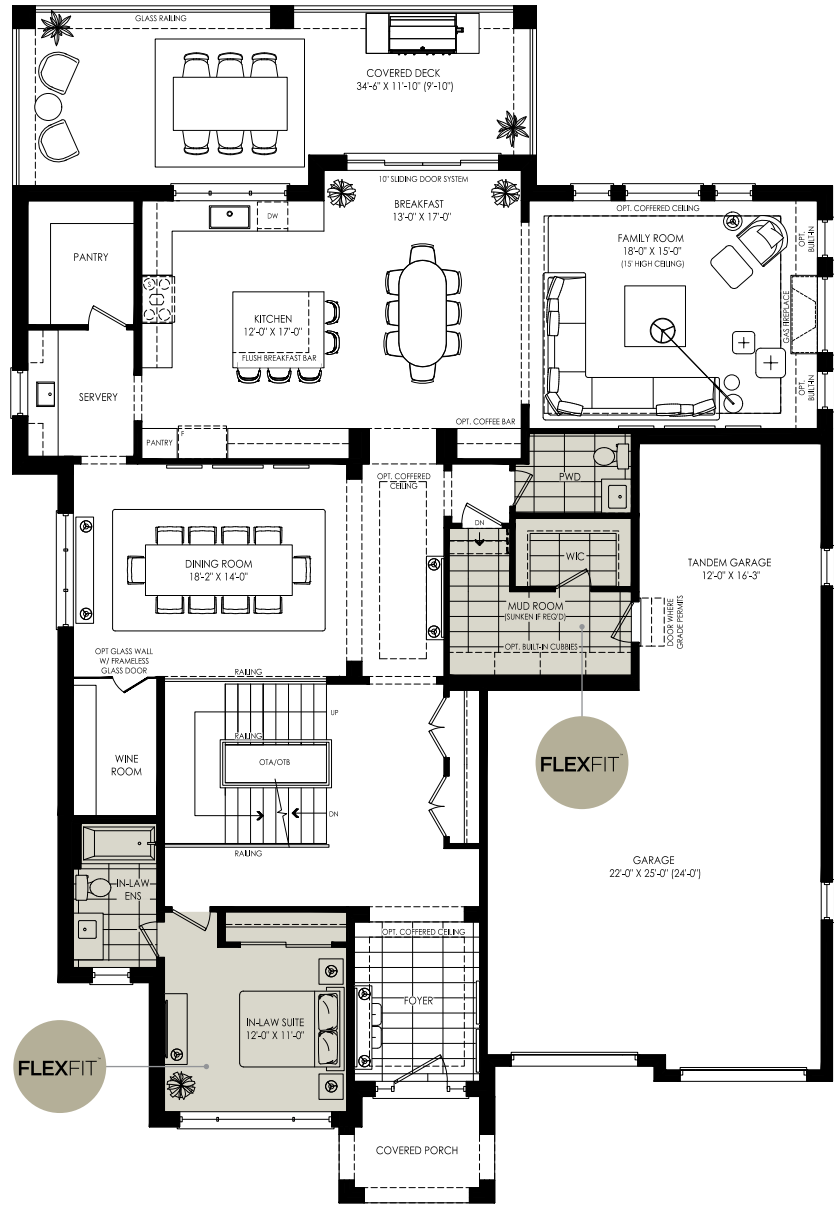 GLASS RAILING
COVERED DECK
34'-6" X 11'-10" (9'-10")
10" SLIDING DOOR SYSTEM
BREAKFAST
13'-0" X 17'-0"
DW
OPT. COFFERED CEILING
FAMILY ROOM
18'-0" X 15'-0"
(15' HIGH CEILING)
OPT.
BUILT-IN
GAS FIREPLACE
OPT.
BUILT-IN
PANTRY
KITCHEN
12'-0" X 17'-0"
FLUSH BREAKFAST BAR
SERVERY
PANTRY
F
OPT. COFFEE BAR
OPT. COFFERED
CEILING
PWD
DN
WIC
TANDEM GARAGE
12'-0" X 16'-3"
DINING ROOM
18'-2" X 14'-0"
MUD ROOM
(SUNKEN IF REQ'D)
OPT. BUILT-IN CUBBIES
DOOR WHERE
GRADE PERMITS
OPT GLASS WALL
W/ FRAMELESS
GLASS DOOR
RAILING
UP
RAILING
OTA/OTB
DN
RAILING
WINE
ROOM
FLEXFIT™
GARAGE
22'-0" X 25'-0" (24'-0")
IN-LAW
ENS
OPT. COFFERED CEILING
FOYER
IN-LAW SUITE
12'-0" X 11'-0"
FLEXFIT™
COVERED PORCH